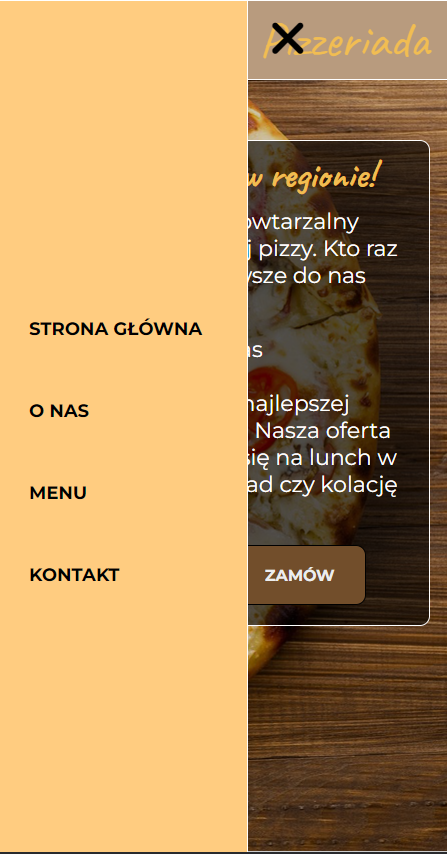 Pizzeriada
w regionie!
owtarzalny
j pizzy. Kto raz
wsze do nas
STRONA GŁÓWNA
as
O NAS
najlepszej
Nasza oferta
się na lunch w
MENU
ad czy kolację
KONTAKT
ZAMÓW